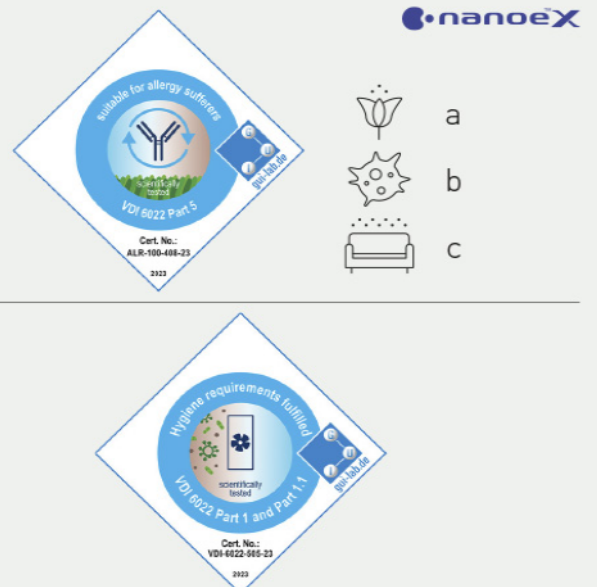 nanoe™X
suitable for allergy sufferers
scientifically
tested
VDI 6022 Part 5
G
U
I
gui-lab.de
Cert. No.:
ALR-100-408-23
2023
a
b
c
Hygiene requirements fulfilled
scientifically
tested
VDI 6022 Part 1 and Part 1.1
G
U
I
gui-lab.de
Cert. No.:
VDI-6022-505-23
2023